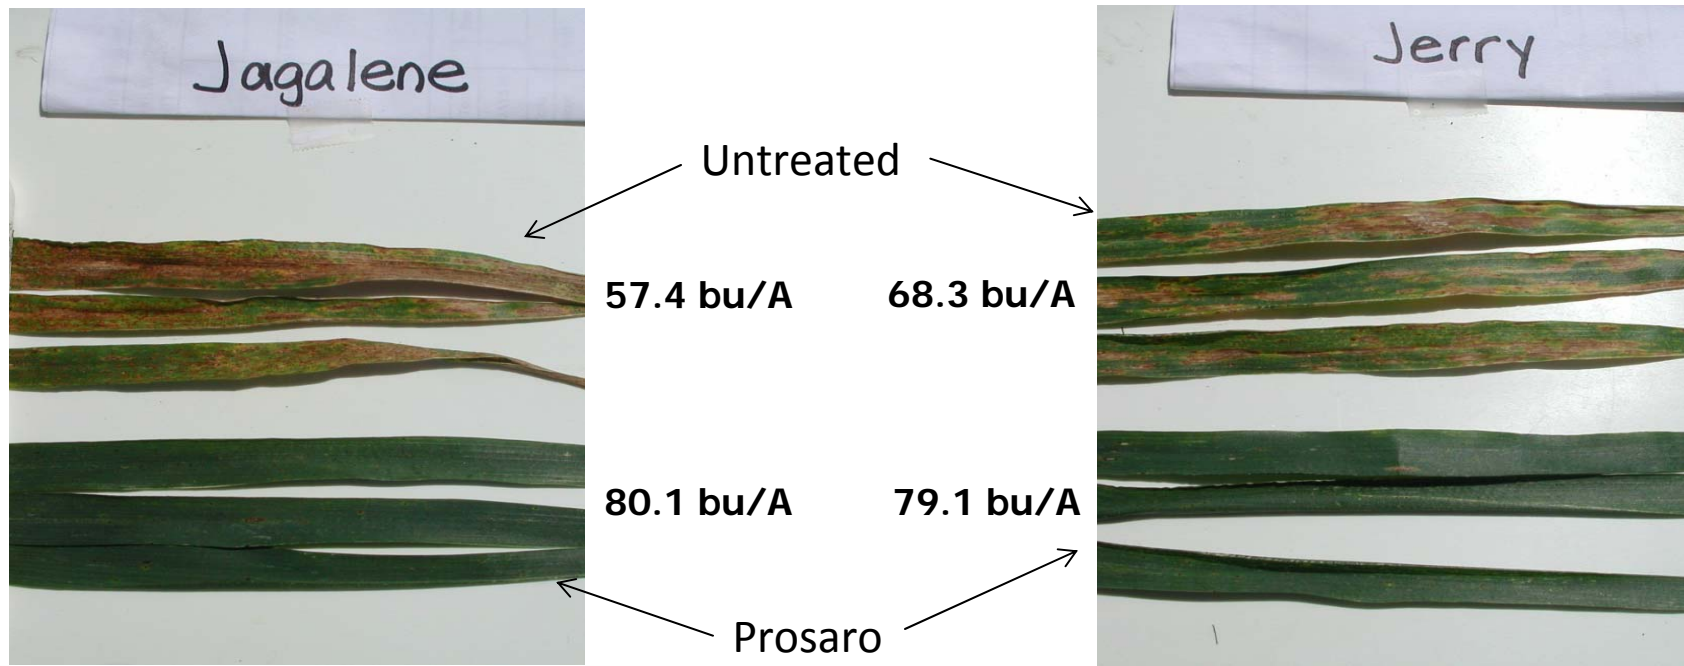 Jagalene
Jerry
Untreated
57.4 bu/A
68.3 bu/A
80.1 bu/A
79.1 bu/A
Prosaro